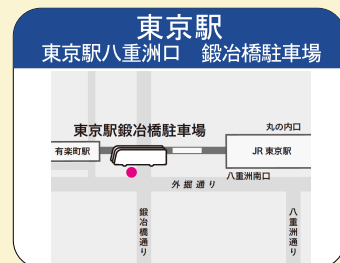 東京駅
東京駅八重洲口　鍛冶橋駐車場
丸の内口
東京駅鍛冶橋駐車場
有楽町駅
JR 東京駅
八重洲南口
外掘通り
鍛冶橋通り
八重洲通り